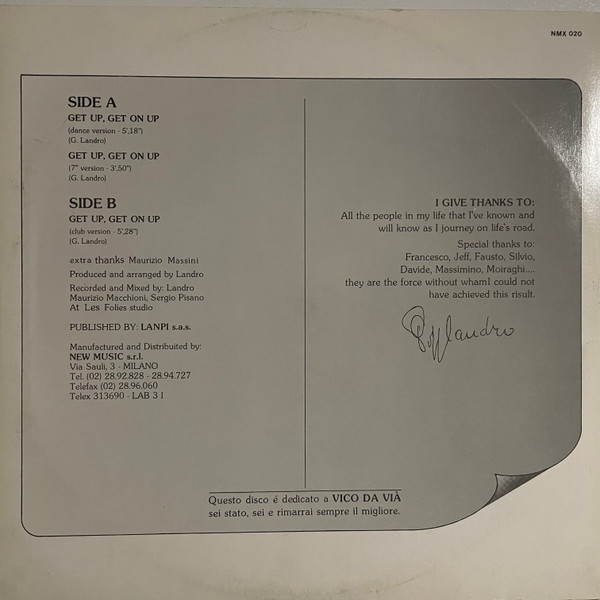 NMX 020
SIDE A
GET UP, GET ON UP
(dance version - 5',18")
(G. Landro)
GET UP, GET ON UP
(7" version - 3',50")
(G. Landro)
SIDE B
GET UP, GET ON UP
(club version - 5',28")
(G. Landro)
extra thanks Maurizio Massini
Produced and arranged by Landro
Recorded and Mixed by: Landro
Maurizio Macchioni, Sergio Pisano
At Les Folies studio
PUBLISHED BY: LANPI s.a.s.
Manufactured and Distribuited by:
NEW MUSIC s.r.l.
Via Sauli, 3 - MILANO
Tel. (02) 28.92.828 - 28.94.727
Telefax (02) 28.96.060
Telex 313690 - LAB 3 I
I GIVE THANKS TO:
All the people in my life that I've known and
will know as I journey on life's road.
Special thanks to:
Francesco, Jeff, Fausto, Silvio,
Davide, Massimino, Moiraghi....
they are the force without whamI could not
have achieved this risult.
Landro
Questo disco é dedicato a VICO DA VIÀ
sei stato, sei e rimarrai sempre il migliore.